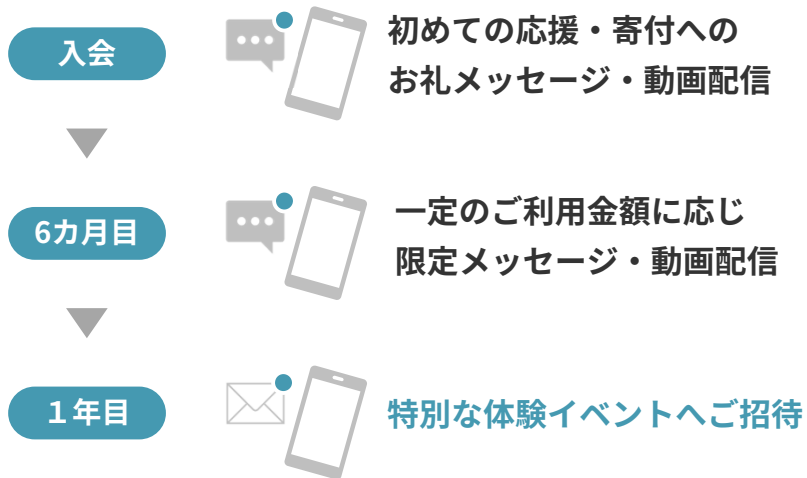 入会
初めての応援・寄付への
お礼メッセージ・動画配信
6カ月目
一定のご利用金額に応じ
限定メッセージ・動画配信
１年目
特別な体験イベントへご招待